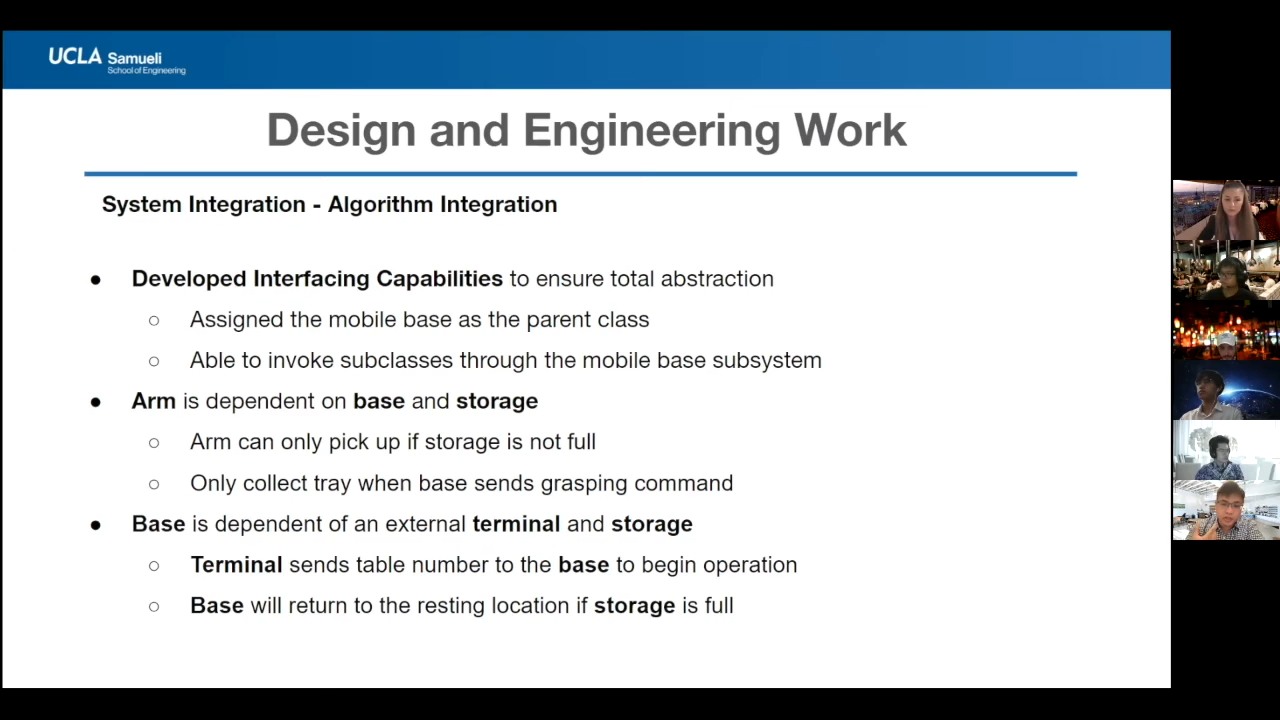 UCLA Samueli
School of Engineering
Design and Engineering Work
System Integration - Algorithm Integration
● Developed Interfacing Capabilities to ensure total abstraction
○ Assigned the mobile base as the parent class
○ Able to invoke subclasses through the mobile base subsystem
● Arm is dependent on base and storage
○ Arm can only pick up if storage is not full
○ Only collect tray when base sends grasping command
● Base is dependent of an external terminal and storage
○ Terminal sends table number to the base to begin operation
○ Base will return to the resting location if storage is full